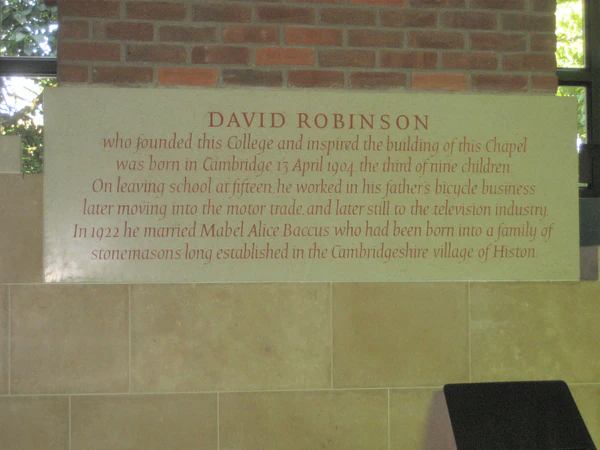 DAVID ROBINSON
who founded this College and inspired the building of this Chapel
was born in Cambridge 13 April 1904, the third of nine children.
On leaving school at fifteen, he worked in his father's bicycle business
later moving into the motor trade, and later still to the television industry.
In 1922 he married Mabel Alice Baccus who had been born into a family of
stonemasons long established in the Cambridgeshire village of Histon